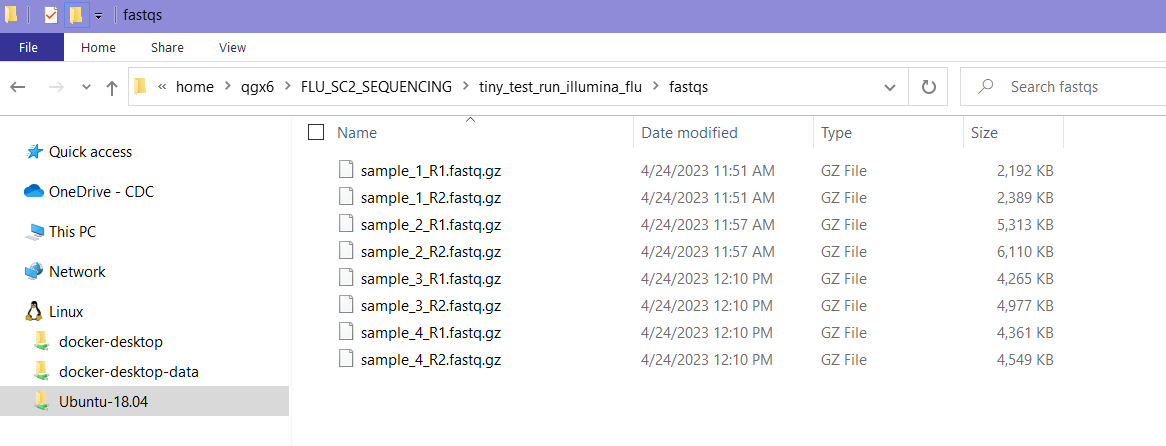 fastqs
File Home Share View
« home > qgx6 > FLU_SC2_SEQUENCING > tiny_test_run_illumina_flu > fastqs
Search fastqs
Quick access
OneDrive - CDC
This PC
Network
Linux
docker-desktop
docker-desktop-data
Ubuntu-18.04
Name Date modified Type Size
sample_1_R1.fastq.gz 4/24/2023 11:51 AM GZ File 2,192 KB
sample_1_R2.fastq.gz 4/24/2023 11:51 AM GZ File 2,389 KB
sample_2_R1.fastq.gz 4/24/2023 11:57 AM GZ File 5,313 KB
sample_2_R2.fastq.gz 4/24/2023 11:57 AM GZ File 6,110 KB
sample_3_R1.fastq.gz 4/24/2023 12:10 PM GZ File 4,265 KB
sample_3_R2.fastq.gz 4/24/2023 12:10 PM GZ File 4,977 KB
sample_4_R1.fastq.gz 4/24/2023 12:10 PM GZ File 4,361 KB
sample_4_R2.fastq.gz 4/24/2023 12:10 PM GZ File 4,549 KB